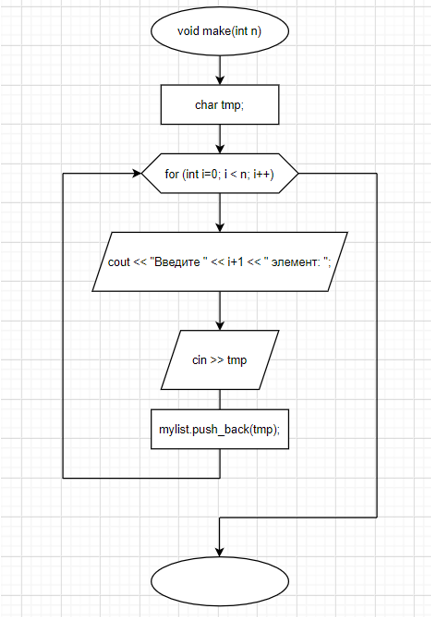 void make(int n)
char tmp;
for (int i=0; i < n; i++)
cout << "Введите " << i+1 << " элемент: ";
cin >> tmp
mylist.push_back(tmp);